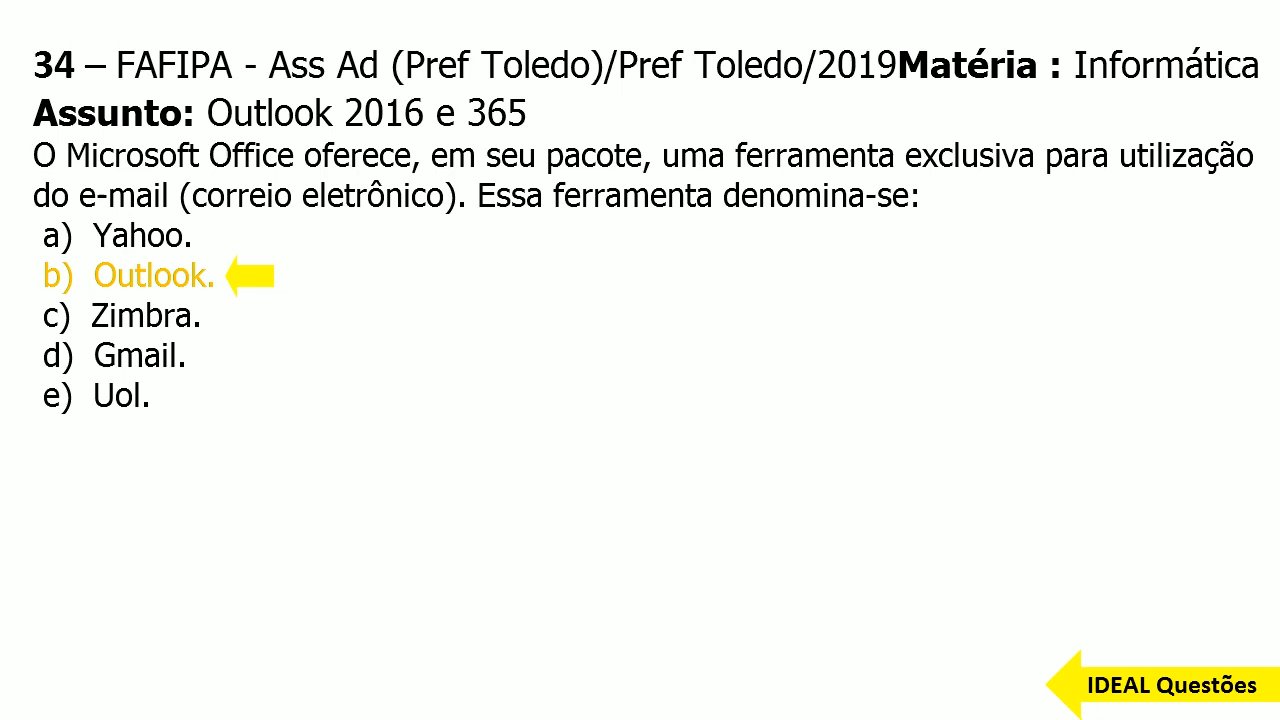 34 – FAFIPA - Ass Ad (Pref Toledo)/Pref Toledo/2019Matéria : Informática
Assunto: Outlook 2016 e 365
O Microsoft Office oferece, em seu pacote, uma ferramenta exclusiva para utilização
do e-mail (correio eletrônico). Essa ferramenta denomina-se:
a) Yahoo.
b) Outlook.
c) Zimbra.
d) Gmail.
e) Uol.
IDEAL Questões